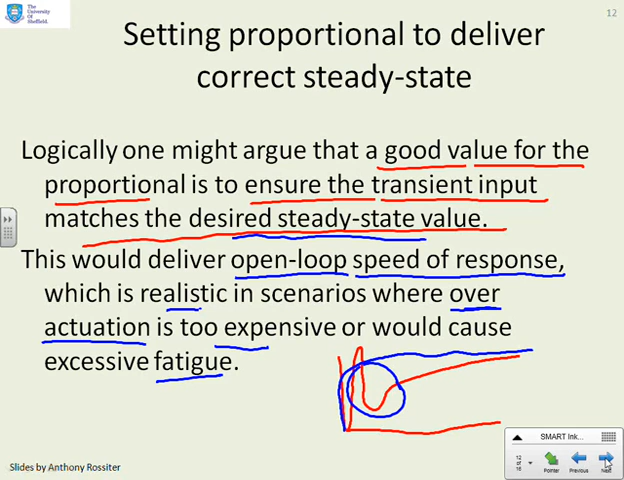 The
University
Of
Sheffield.
12
Setting proportional to deliver
correct steady-state
Logically one might argue that a good value for the
proportional is to ensure the transient input
matches the desired steady-state value.
This would deliver open-loop speed of response,
which is realistic in scenarios where over
actuation is too expensive or would cause
excessive fatigue.
SMART Ink...
12
of
16
Pointer
Previous
Next
Slides by Anthony Rossiter